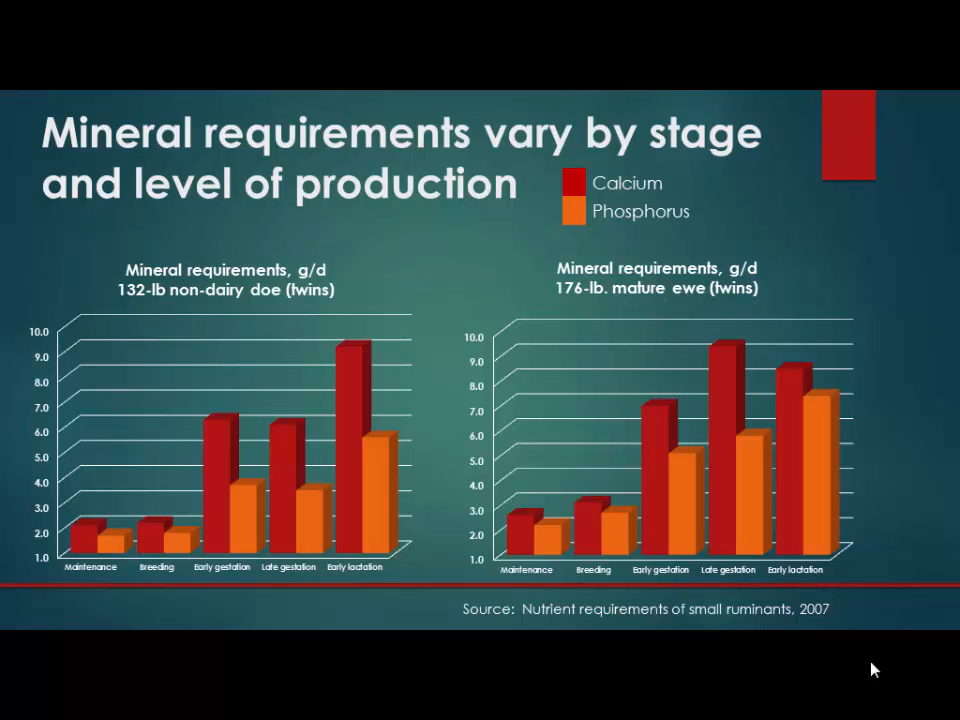 Mineral requirements vary by stage
and level of production
Calcium
Phosphorus
Mineral requirements, g/d
132-lb non-dairy doe (twins)
10.0
9.0
8.0
7.0
6.0
5.0
4.0
3.0
2.0
1.0
Maintenance Breeding Early gestation Late gestation Early lactation
Mineral requirements, g/d
176-lb. mature ewe (twins)
10.0
9.0
8.0
7.0
6.0
5.0
4.0
3.0
2.0
1.0
Maintenance Breeding Early gestation Late gestation Early lactation
Source: Nutrient requirements of small ruminants, 2007